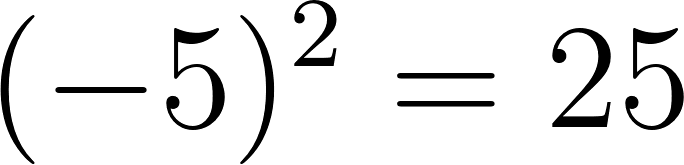 (−5)² = 25